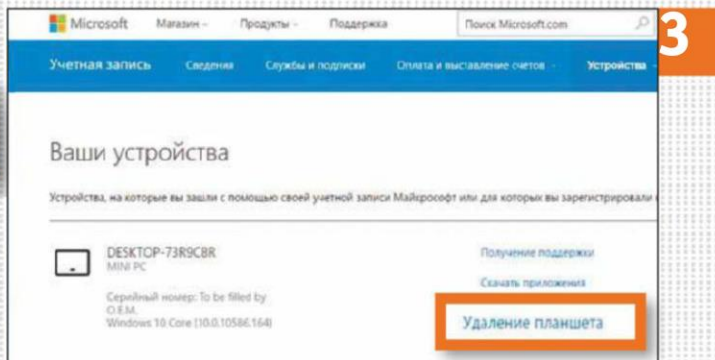 Microsoft Магазин Продукты Поддержка Поиск Microsoft.com
3
Учетная запись Сведения Службы и подписки Оплата и выставление счетов Устройства
Ваши устройства
Устройства, на которые вы зашли с помощью своей учетной записи Майкрософт или для которых вы зарегистрировали
DESKTOP-73R9CBR
MINI PC
Получение поддержки
Скачать приложения
Серийный номер: To be filled by
O.E.M.
Windows 10 Core [10.0.10586.164]
Удаление планшета